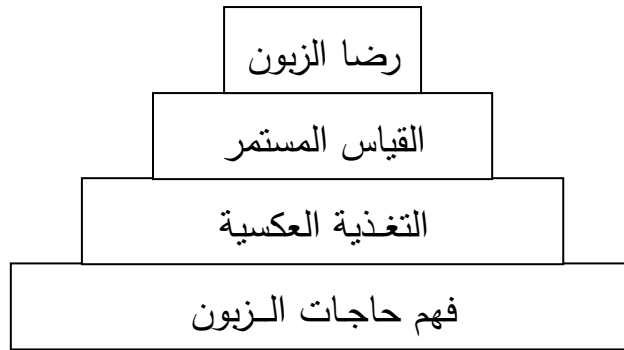 رضا الزبون
القياس المستمر
التغذية العكسية
فهم حاجات الزبون